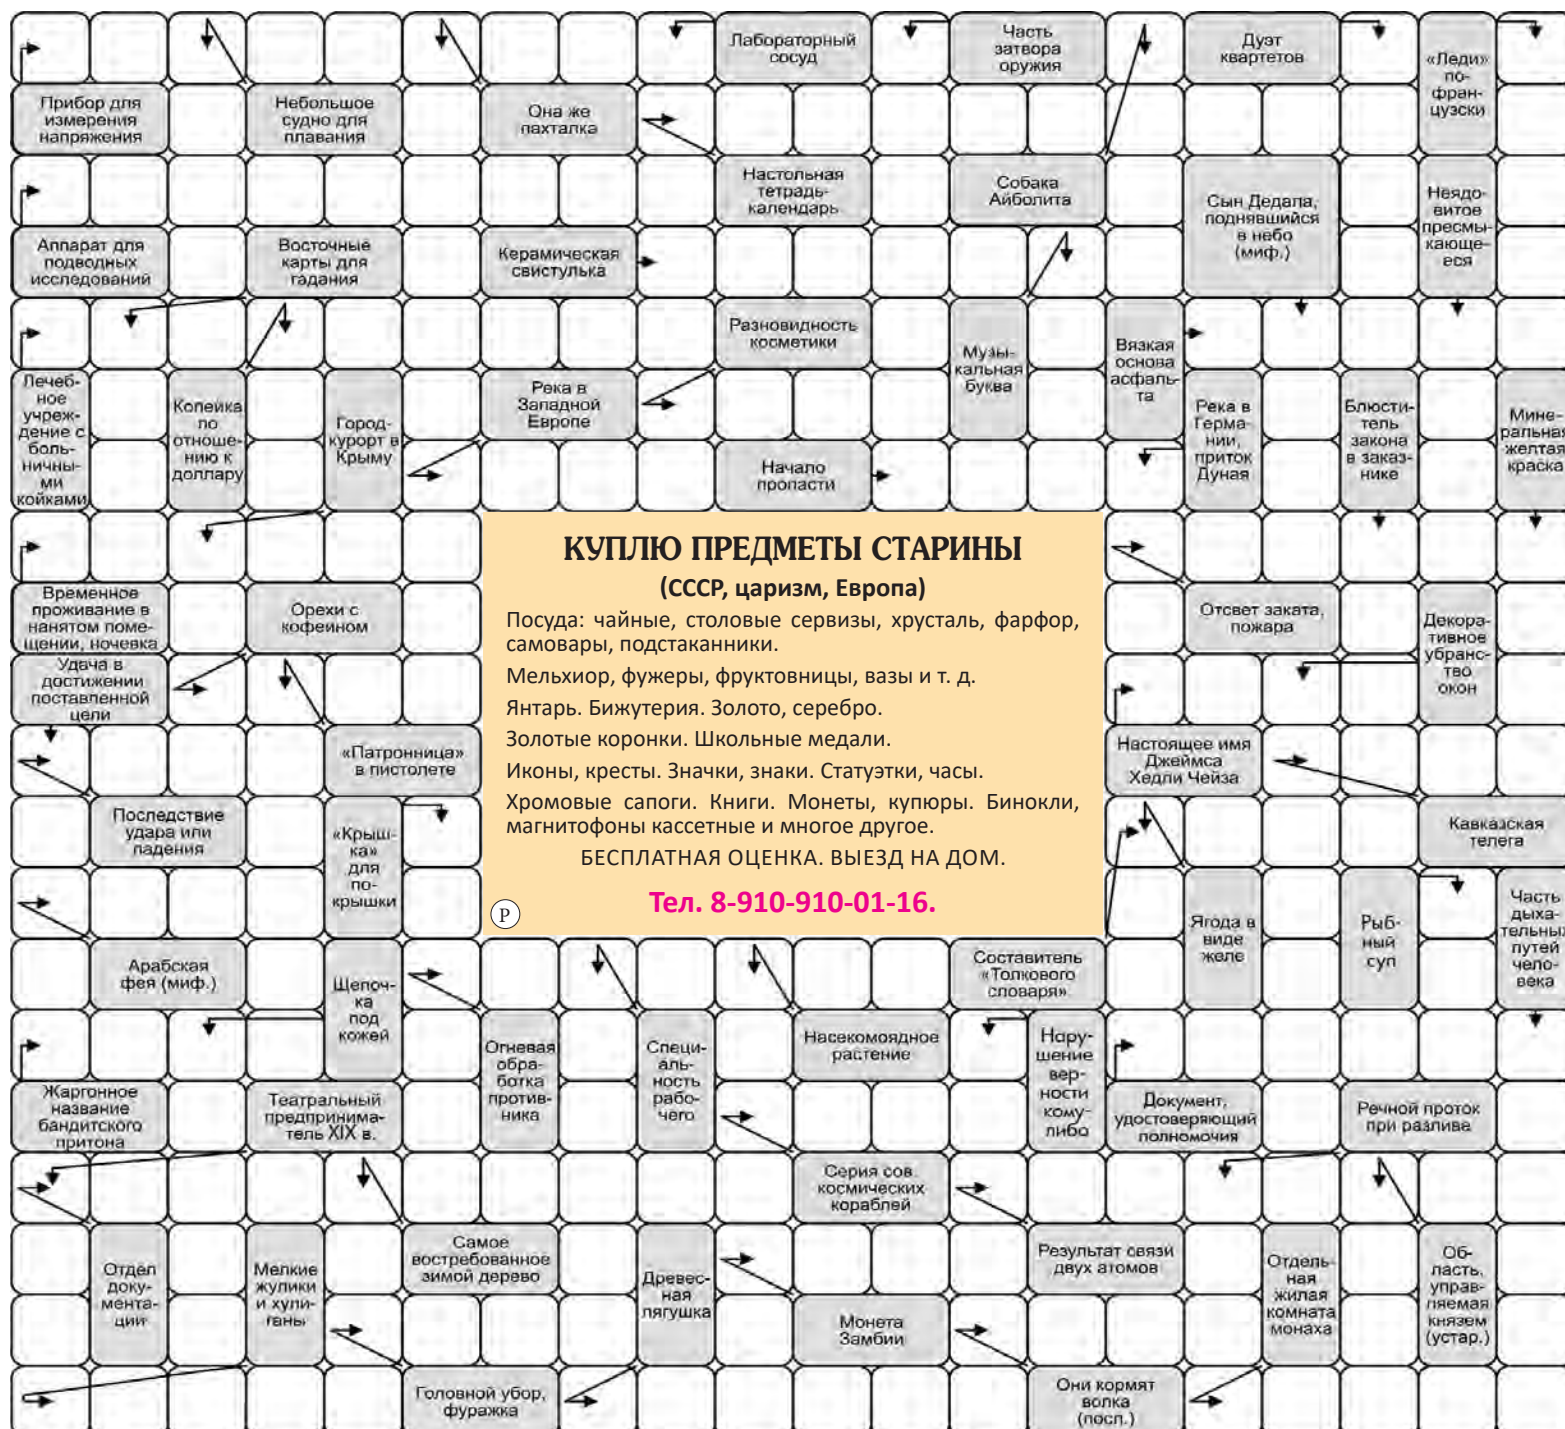 Лабораторный
сосуд
Часть
затвора
оружия
Дуэт
квартетов
«Леди»
по-
фран-
цузски
Прибор для
измерения
напряжения
Небольшое
судно для
плавания
Она же
пахталка
Настольная
тетрадь-
календарь
Собака
Айболита
Сын Дедала,
поднявшийся
в небо
(миф.)
Неядо-
витое
пресмы-
кающе-
еся
Аппарат для
подводных
исследований
Восточные
карты для
гадания
Керамическая
свистулька
Разновидность
косметики
Музы-
кальная
буква
Вязкая
основа
асфаль-
та
Лечеб-
ное
учреж-
дение с
боль-
ничны-
ми
койками
Копейка
по
отноше-
нию к
доллару
Город-
курорт в
Крыму
Река в
Западной
Европе
Река в
Герма-
нии,
приток
Дуная
Блюсти-
тель
закона
в заказ-
нике
Мине-
ральная
желтая
краска
Начало
пропасти
КУПЛЮ ПРЕДМЕТЫ СТАРИНЫ
(СССР, царизм, Европа)
Посуда: чайные, столовые сервизы, хрусталь, фарфор,
самовары, подстаканники.
Мельхиор, фужеры, фруктовницы, вазы и т. д.
Янтарь. Бижутерия. Золото, серебро.
Золотые коронки. Школьные медали.
Иконы, кресты. Значки, знаки. Статуэтки, часы.
Хромовые сапоги. Книги. Монеты, купюры. Бинокли,
магнитофоны кассетные и многое другое.
БЕСПЛАТНАЯ ОЦЕНКА. ВЫЕЗД НА ДОМ.
Тел. 8-910-910-01-16.
Р
Временное
проживание в
нанятом поме-
щении, ночевка
Орехи с
кофеином
Отсвет заката,
пожара
Декора-
тивное
убранс-
тво
окон
Удача в
достижении
поставленной
цели
«Патронница»
в пистолете
Настоящее имя
Джеймса
Хедли Чейза
Последствие
удара или
падения
«Крыш-
ка»
для
по-
крышки
Кавказская
телега
Ягода в
виде
желе
Рыб-
ный
суп
Часть
дыха-
тельных
путей
чело-
века
Арабская
фея (миф.)
Щепоч-
ка
под
кожей
Составитель
«Толкового
словаря»
Огневая
обра-
ботка
против-
ника
Специ-
аль-
ность
рабо-
чего
Насекомоядное
растение
Нару-
шение
вер-
ности
кому-
либо
Жаргонное
название
бандитского
притона
Театральный
предпринима-
тель XIX в.
Документ,
удостоверяющий
полномочия
Речной проток
при разливе
Серия сов.
космических
кораблей
Отдел
доку-
мента-
ции
Мелкие
жулики
и хули-
ганы
Самое
востребованное
зимой дерево
Древес-
ная
лягушка
Результат связи
двух атомов
Отдель-
ная
жилая
комната
монаха
Об-
ласть,
управ-
ляемая
князем
(устар.)
Монета
Замбии
Головной убор,
фуражка
Они кормят
волка
(посл.)